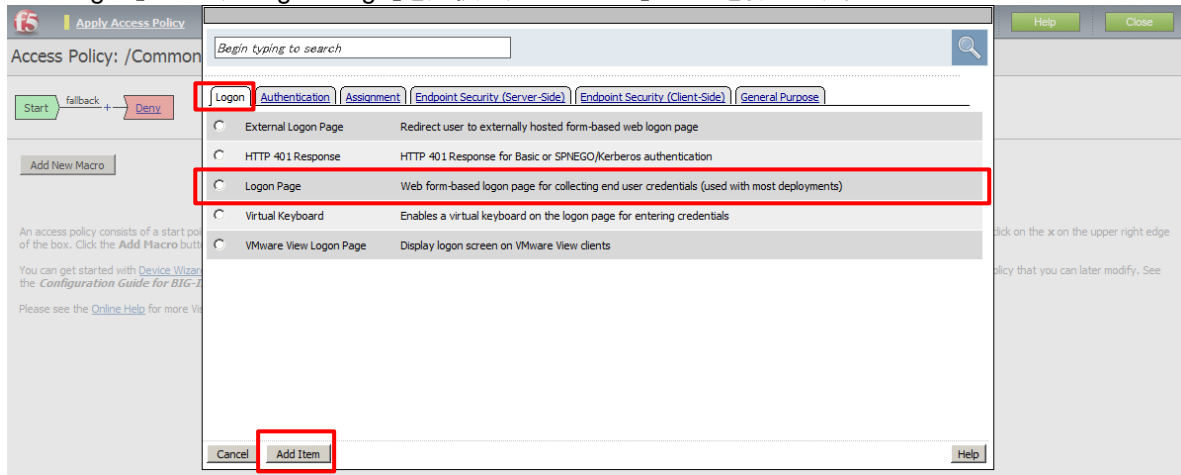 f5 Apply Access Policy Help Close
Access Policy: /Common
Begin typing to search
Start fallback + Deny
Logon Authentication Assignment Endpoint Security (Server-Side) Endpoint Security (Client-Side) General Purpose
External Logon Page Redirect user to externally hosted form-based web logon page
HTTP 401 Response HTTP 401 Response for Basic or SPNEGO/Kerberos authentication
Add New Macro
Logon Page Web form-based logon page for collecting end user credentials (used with most deployments)
Virtual Keyboard Enables a virtual keyboard on the logon page for entering credentials
VMware View Logon Page Display logon screen on VMware View clients
An access policy consists of a start click on the x on the upper right edge
of the box. Click the Add Macro olicy that you can later modify. See
You can get started with Device
the Configuration Guide for BIG-
Please see the Online Help for more
Cancel Add Item Help